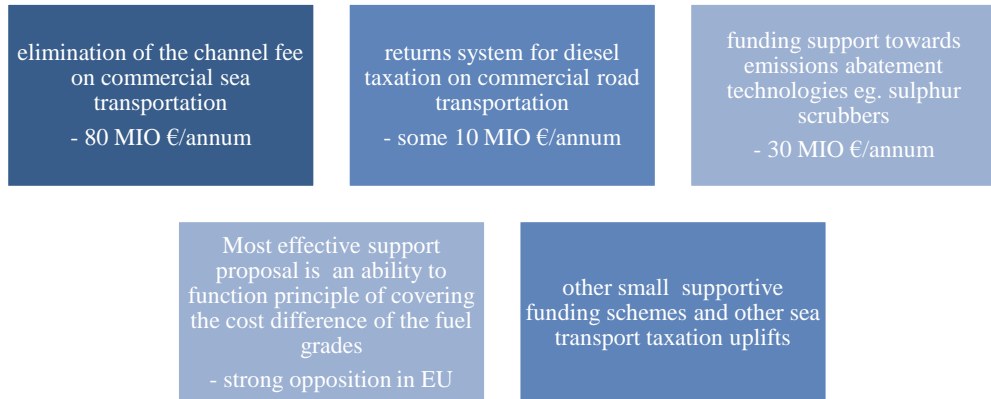 elimination of the channel fee
on commercial sea
transportation
- 80 MIO €/annum
returns system for diesel
taxation on commercial road
transportation
- some 10 MIO €/annum
funding support towards
emissions abatement
technologies eg. sulphur
scrubbers
- 30 MIO €/annum
Most effective support
proposal is  an ability to
function principle of covering
the cost difference of the fuel
grades
- strong opposition in EU
other small  supportive
funding schemes and other sea
transport taxation uplifts